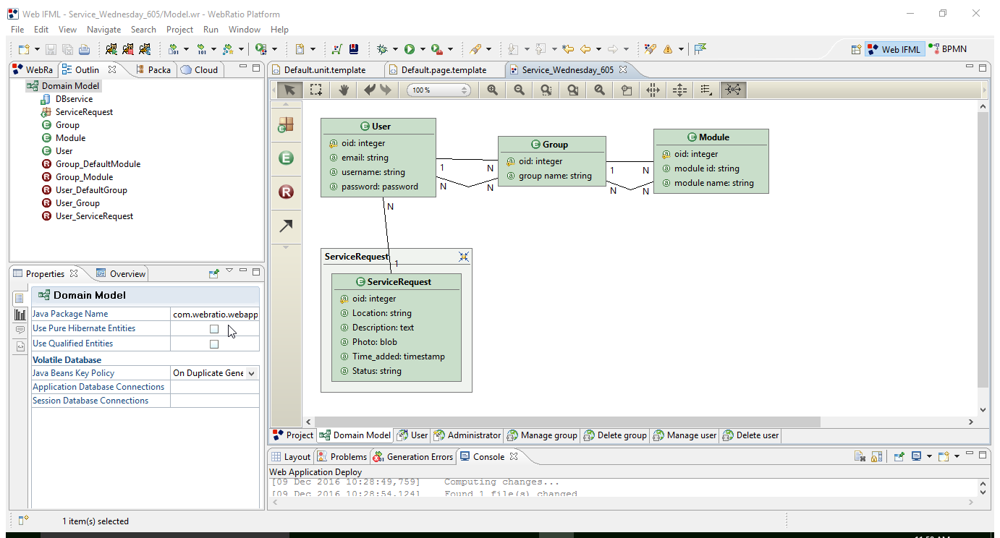 Web IFML - Service_Wednesday_605/Model.wr - WebRatio Platform
File Edit View Navigate Search Project Run Window Help
Web IFML BPMN
WebRa Outlin Packa Cloud
Domain Model
DBservice
ServiceRequest
Group
Module
User
Group_DefaultModule
Group_Module
User_DefaultGroup
User_Group
User_ServiceRequest
Properties Overview
Domain Model
Java Package Name com.webratio.webapp
Use Pure Hibernate Entities
Use Qualified Entities
Volatile Database
Java Beans Key Policy On Duplicate Gene
Application Database Connections
Session Database Connections
Default.unit.template Default.page.template Service_Wednesday_605
100 %
User
oid: integer
email: string
username: string
password: password
1 N
N N
Group
oid: integer
group name: string
1 N
N N
Module
oid: integer
module id: string
module name: string
N
ServiceRequest
1
ServiceRequest
oid: integer
Location: string
Description: text
Photo: blob
Time_added: timestamp
Status: string
Project Domain Model User Administrator Manage group Delete group Manage user Delete user
Layout Problems Generation Errors Console
Web Application Deploy
[09 Dec 2016 10:28:49,759] Computing changes...
[09 Dec 2016 10:28:54,124] Found 1 file(s) changed
1 item(s) selected